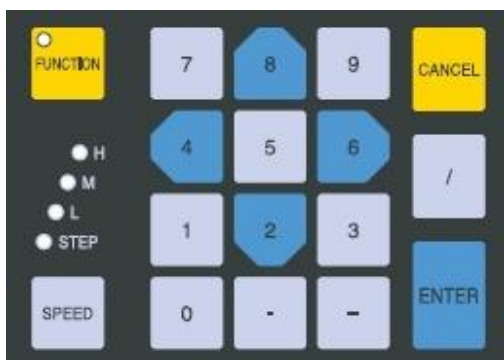 FUNCTION 7 8 9 CANCEL
H 4 5 6 /
M
L 1 2 3
STEP
SPEED 0 - – ENTER